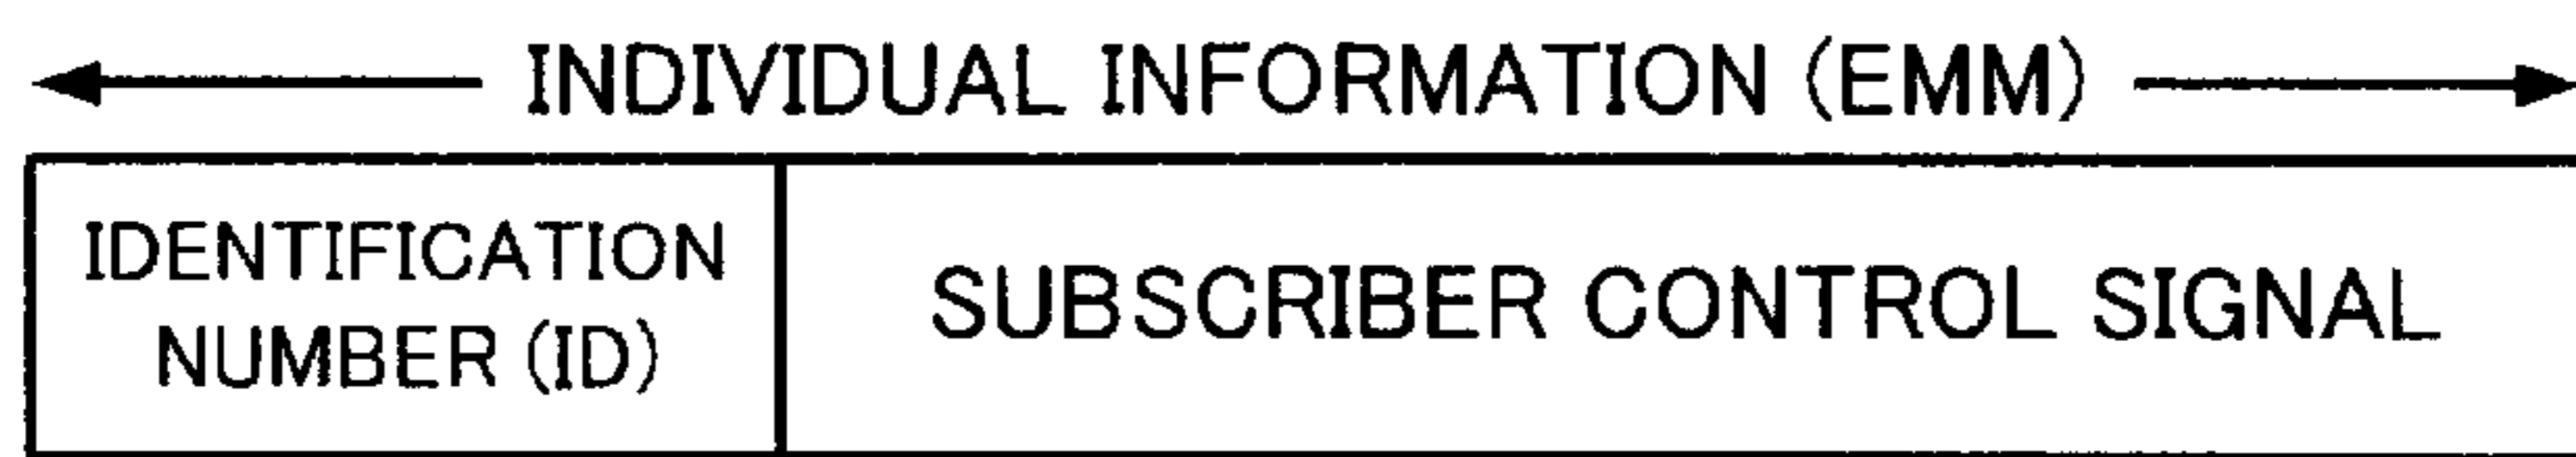 INDIVIDUAL INFORMATION (EMM)
IDENTIFICATION
NUMBER (ID)
SUBSCRIBER CONTROL SIGNAL